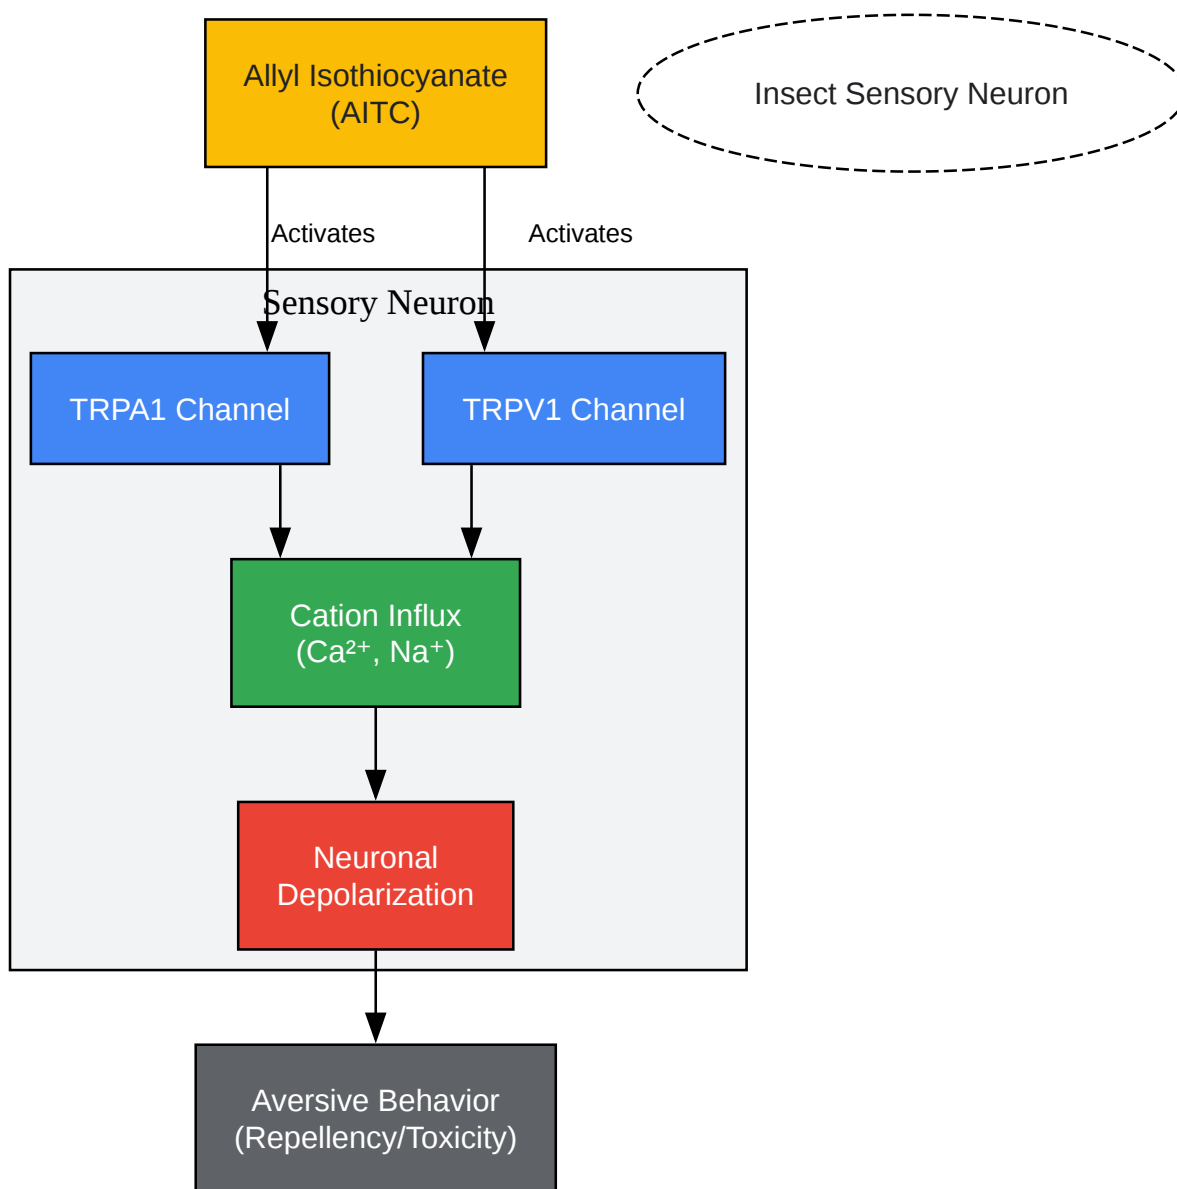 Allyl Isothiocyanate
(AITC)
Insect Sensory Neuron
Activates
Activates
Sensory Neuron
TRPA1 Channel
TRPV1 Channel
Cation Influx
(Ca²⁺, Na⁺)
Neuronal
Depolarization
Aversive Behavior
(Repellency/Toxicity)